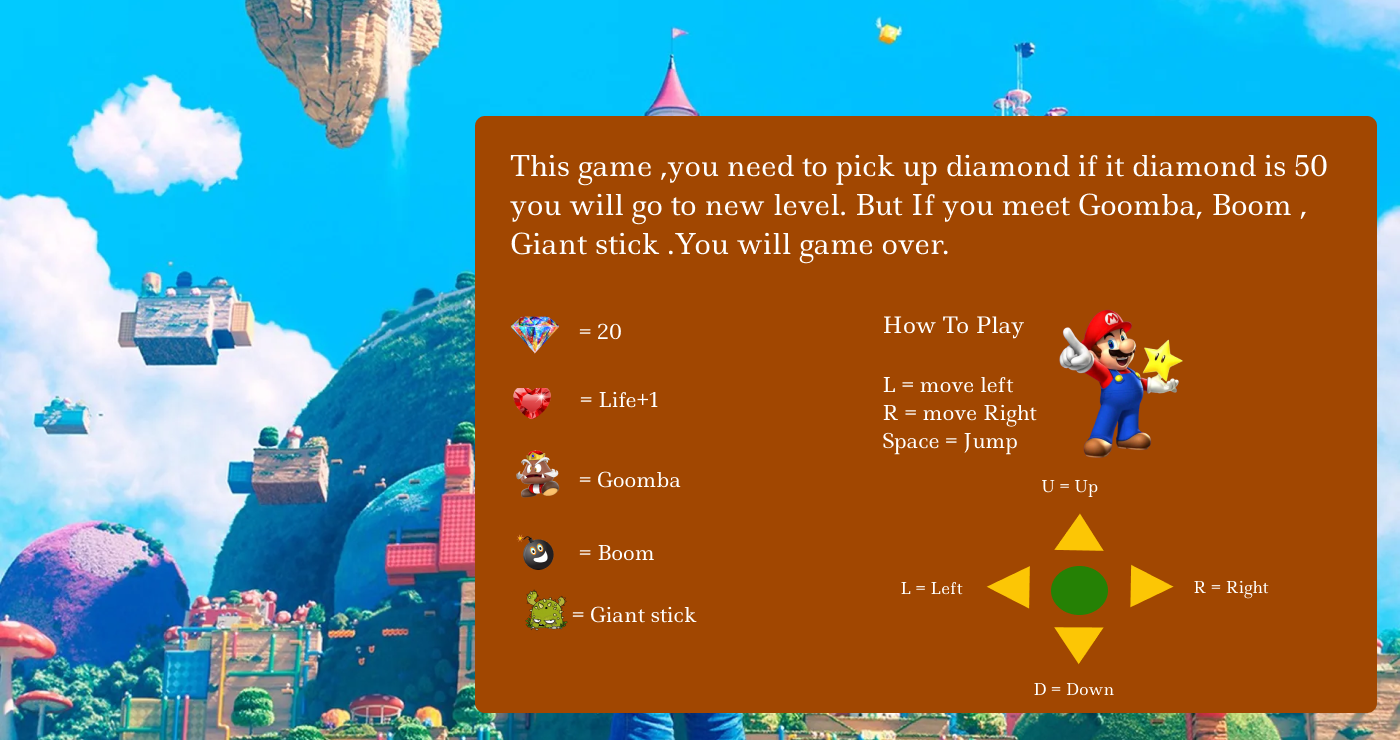 This game ,you need to pick up diamond if it diamond is 50
you will go to new level. But If you meet Goomba, Boom ,
Giant stick .You will game over.
= 20
= Life+1
= Goomba
= Boom
= Giant stick
How To Play
L = move left
R = move Right
Space = Jump
U = Up
L = Left
R = Right
D = Down